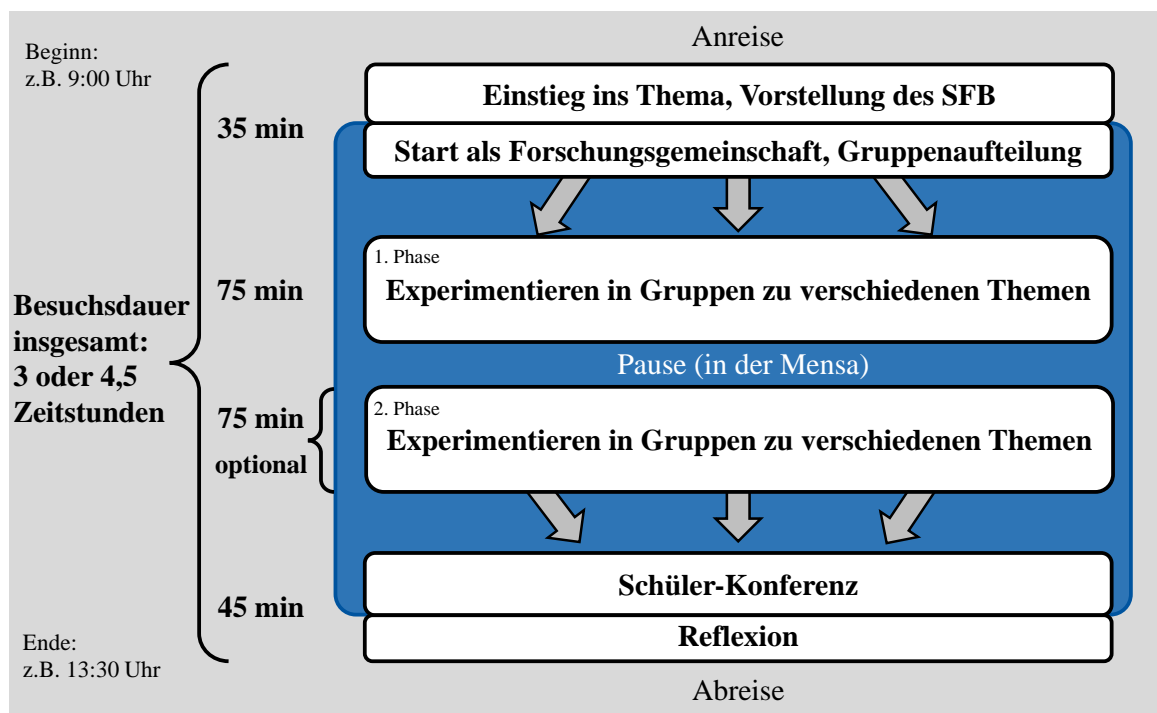 Anreise
Beginn:
z.B. 9:00 Uhr
Einstieg ins Thema, Vorstellung des SFB
35 min
Start als Forschungsgemeinschaft, Gruppenaufteilung
1. Phase
75 min
Experimentieren in Gruppen zu verschiedenen Themen
Besuchsdauer
insgesamt:
3 oder 4,5
Zeitstunden
Pause (in der Mensa)
2. Phase
75 min
optional
Experimentieren in Gruppen zu verschiedenen Themen
Schüler-Konferenz
45 min
Reflexion
Ende:
z.B. 13:30 Uhr
Abreise